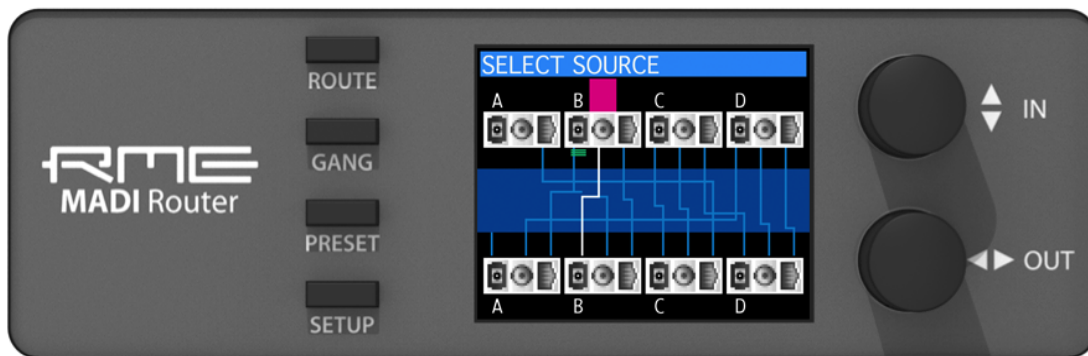 RME
MADI Router
ROUTE
GANG
PRESET
SETUP
SELECT SOURCE
A B C D
A B C D
IN
OUT